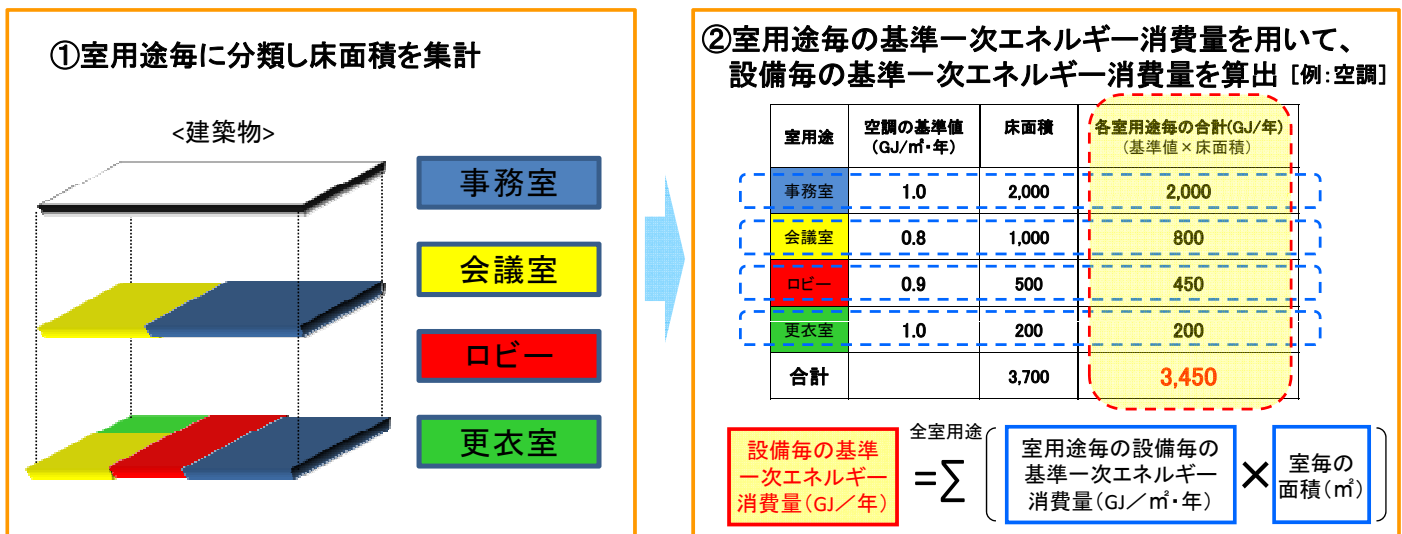 ①室用途毎に分類し床面積を集計
<建築物>
事務室
会議室
ロビー
更衣室
②室用途毎の基準一次エネルギー消費量を用いて、
設備毎の基準一次エネルギー消費量を算出 [例:空調]
室用途 空調の基準値(GJ/㎡・年) 床面積 各室用途毎の合計(GJ/年)(基準値×床面積)
事務室 1.0 2,000 2,000
会議室 0.8 1,000 800
ロビー 0.9 500 450
更衣室 1.0 200 200
合計 3,700 3,450
設備毎の基準
一次エネルギー
消費量(GJ/年)
=∑
全室用途
室用途毎の設備毎の
基準一次エネルギー
消費量(GJ/㎡・年)
×
室毎の
面積(㎡)